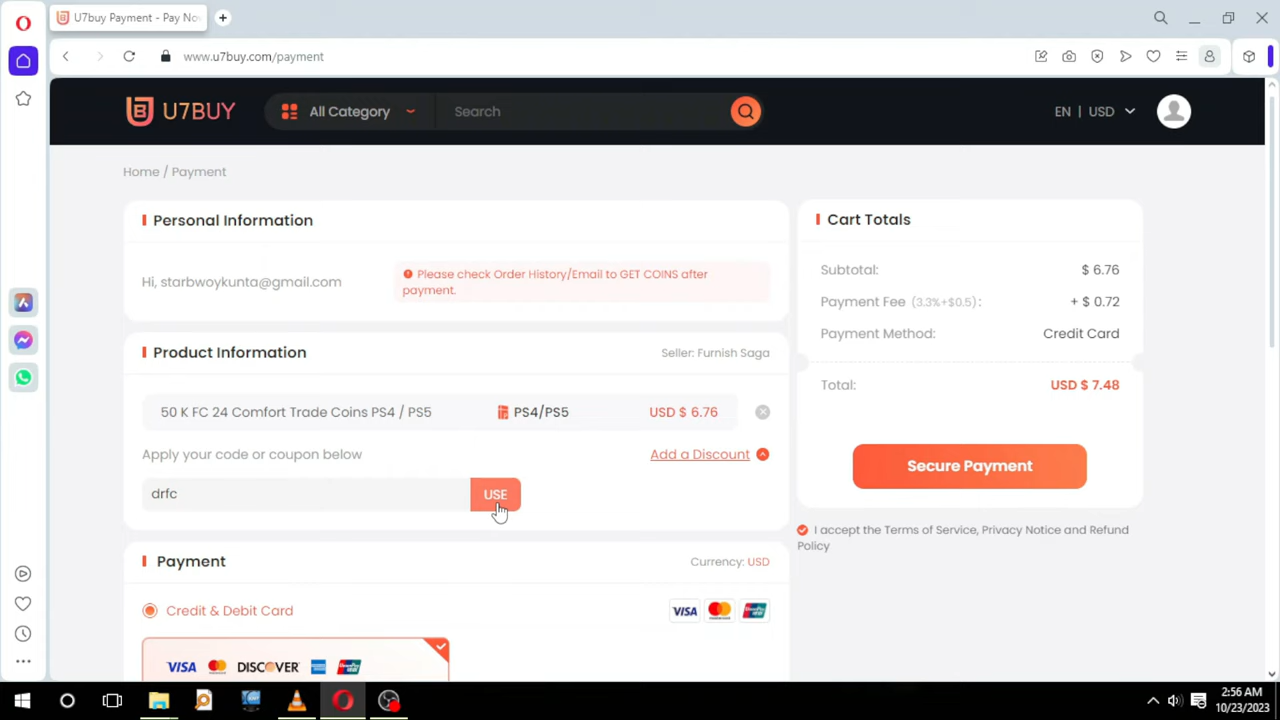 U7buy Payment - Pay No
www.u7buy.com/payment
U7BUY
All Category
Search
EN | USD
Home / Payment
Personal Information
Hi, starbwoykunta@gmail.com
Please check Order History/Email to GET COINS after
payment.
Product Information
Seller: Furnish Saga
50 K FC 24 Comfort Trade Coins PS4 / PS5
PS4/PS5
USD $ 6.76
Apply your code or coupon below
Add a Discount
drfc
USE
Payment
Currency: USD
Credit & Debit Card
VISA
VISA
DISCOVER
Cart Totals
Subtotal:
$ 6.76
Payment Fee (3.3%+$0.5):
+ $ 0.72
Payment Method:
Credit Card
Total:
USD $ 7.48
Secure Payment
I accept the Terms of Service, Privacy Notice and Refund
Policy
2:56 AM
10/23/2023